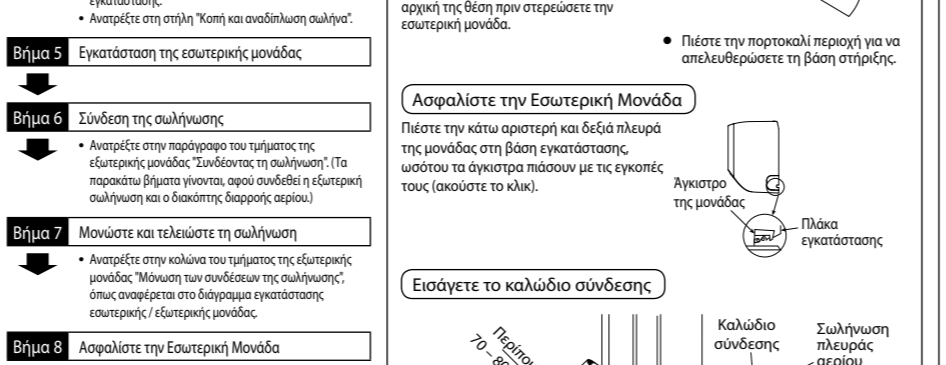 εγκατάστασης.
• Ανατρέξτε στη στήλη "Κοπή και αναδίπλωση σωλήνα".
Βήμα 5 Εγκατάσταση της εσωτερικής μονάδας
Βήμα 6 Σύνδεση της σωλήνωσης
• Ανατρέξτε στην παράγραφο του τμήματος της
εξωτερικής μονάδας "Συνδέοντας τη σωλήνωση". (Τα
παρακάτω βήματα γίνονται, αφού συνδεθεί η εξωτερική
σωλήνωση και ο διακόπτης διαρροής αερίου.)
Βήμα 7 Μονώστε και τελειώστε τη σωλήνωση
• Ανατρέξτε στην κολώνα του τμήματος της εξωτερικής
μονάδας "Μόνωση των συνδέσεων της σωλήνωσης",
όπως αναφέρεται στο διάγραμμα εγκατάστασης
εσωτερικής / εξωτερικής μονάδας.
Βήμα 8 Ασφαλίστε την Εσωτερική Μονάδα
αρχική της θέση πριν στερεώσετε την
εσωτερική μονάδα.
● Πιέστε την πορτοκαλί περιοχή για να
απελευθερώσετε τη βάση στήριξης.
Ασφαλίστε την Εσωτερική Μονάδα
Πιέστε την κάτω αριστερή και δεξιά πλευρά
της μονάδας στη βάση εγκατάστασης,
ωσότου τα άγκιστρα πιάσουν με τις εγκοπές
τους (ακούστε το κλικ).
Άγκιστρο
της μονάδας
Πλάκα
εγκατάστασης
Εισάγετε το καλώδιο σύνδεσης
Περίπου
Καλώδιο
σύνδεσης
Σωλήνωση
πλευράς
αερίου